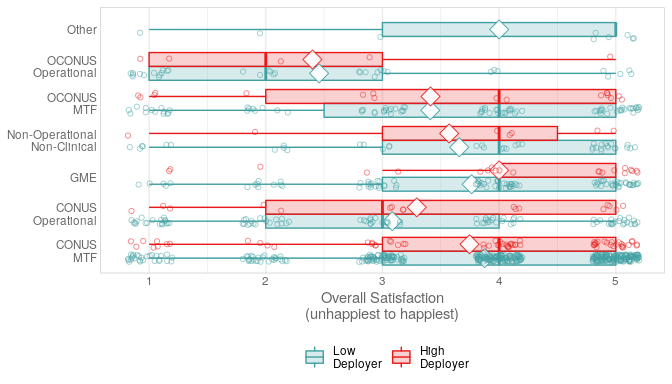 Other
OCONUS
Operational
OCONUS
MTF
Non-Operational
Non-Clinical
GME
CONUS
Operational
CONUS
MTF
1 2 3 4 5
Overall Satisfaction
(unhappiest to happiest)
Low
Deployer
High
Deployer